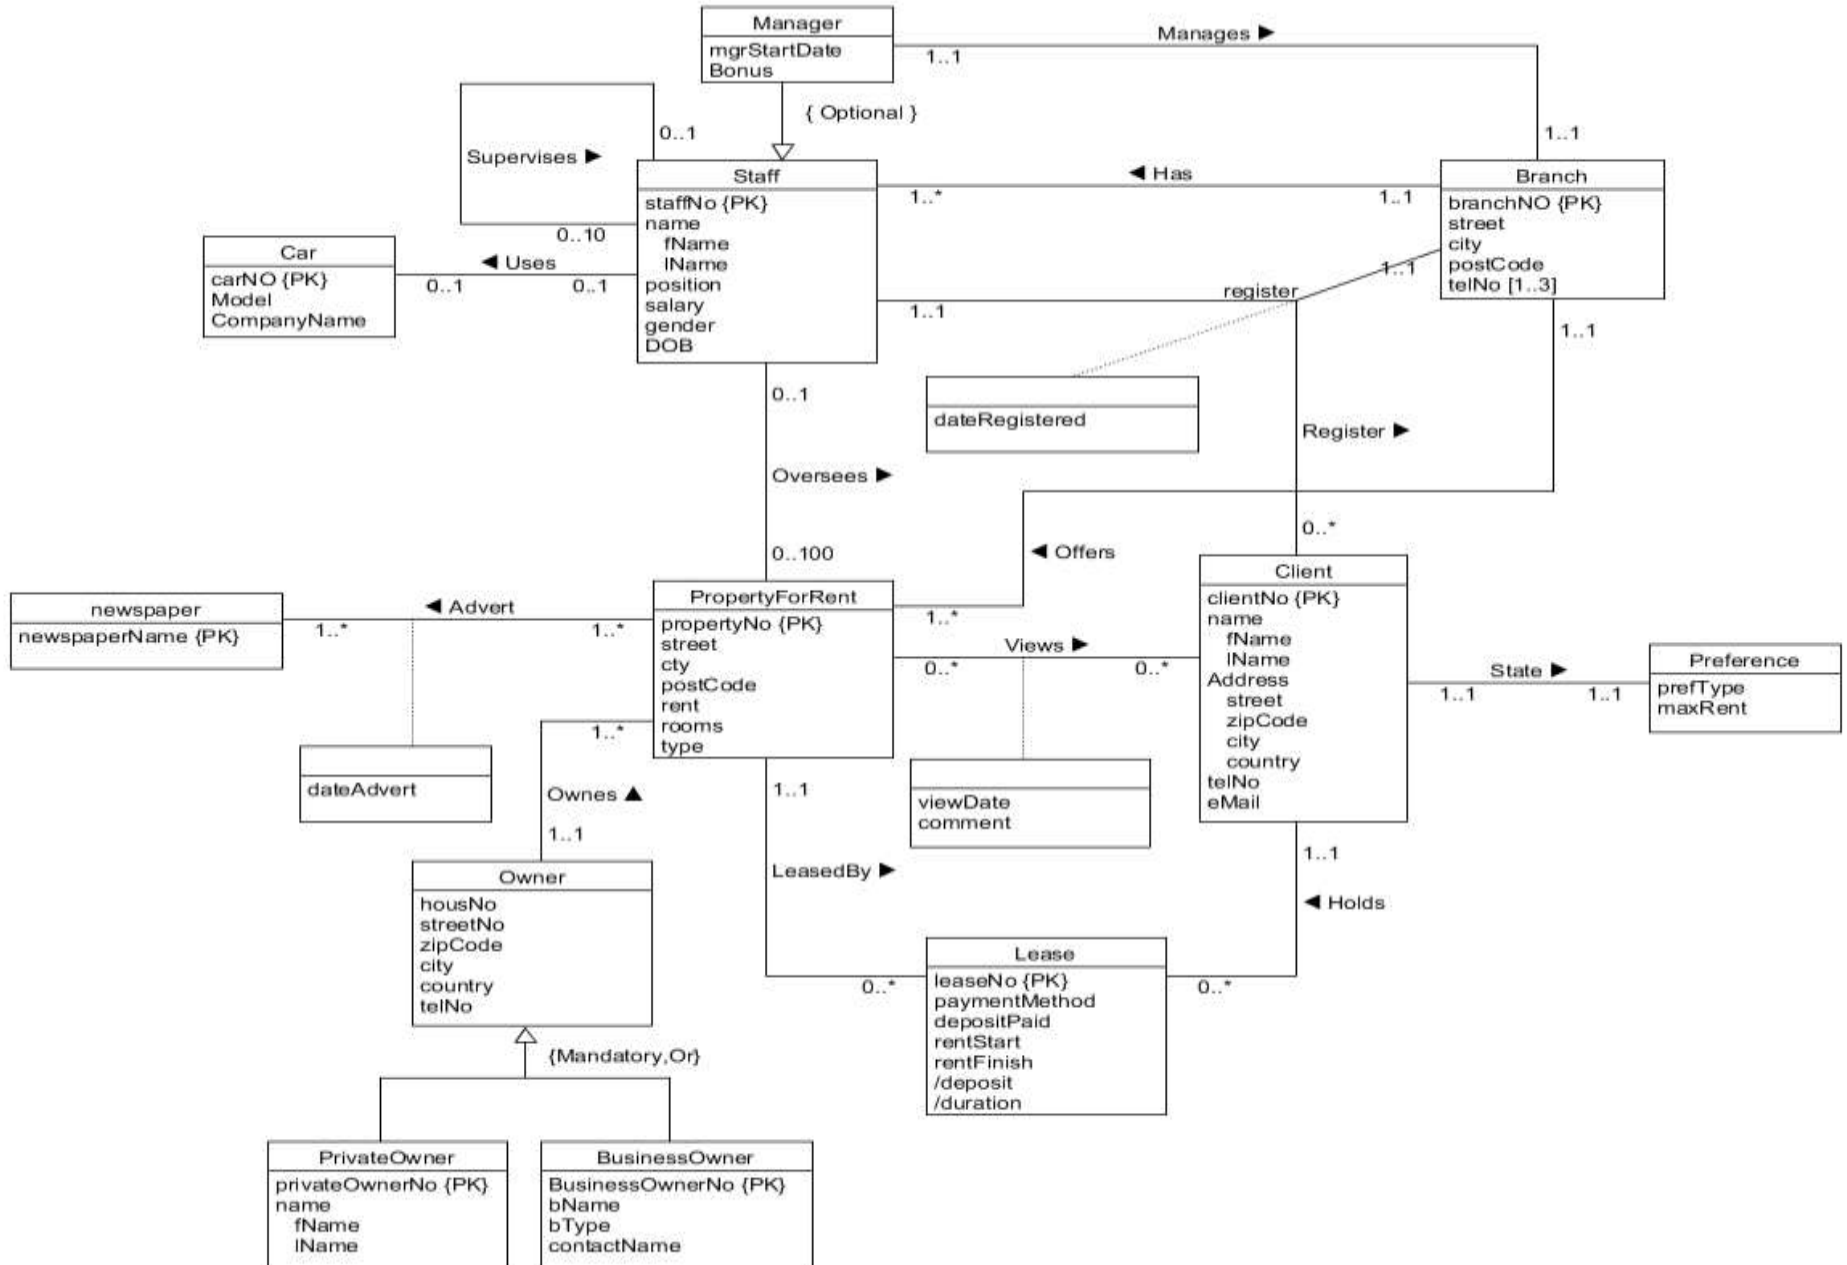 Manager
mgrStartDate
Bonus
Manages ►
1..1
1..1
{ Optional }
Supervises ►
0..1
0..10
Staff
staffNo {PK}
name
fName
lName
position
salary
gender
DOB
◄ Has
1..*
1..1
Branch
branchNO {PK}
street
city
postCode
telNo [1..3]
Car
carNO {PK}
Model
CompanyName
◄ Uses
0..1
0..1
register
1..1
1..1
1..1
dateRegistered
Register ►
0..*
0..1
Oversees ►
0..100
◄ Offers
1..*
newspaper
newspaperName {PK}
◄ Advert
1..*
1..*
dateAdvert
PropertyForRent
propertyNo {PK}
street
cty
postCode
rent
rooms
type
Views ►
0..*
0..*
viewDate
comment
Client
clientNo {PK}
name
fName
lName
Address
street
zipCode
city
country
telNo
eMail
State ►
1..1
1..1
Preference
prefType
maxRent
1..*
Ownes ▲
1..1
1..1
LeasedBy ►
0..*
1..1
◄ Holds
0..*
Owner
housNo
streetNo
zipCode
city
country
telNo
{Mandatory,Or}
Lease
leaseNo {PK}
paymentMethod
depositPaid
rentStart
rentFinish
/deposit
/duration
PrivateOwner
privateOwnerNo {PK}
name
fName
lName
BusinessOwner
BusinessOwnerNo {PK}
bName
bType
contactName